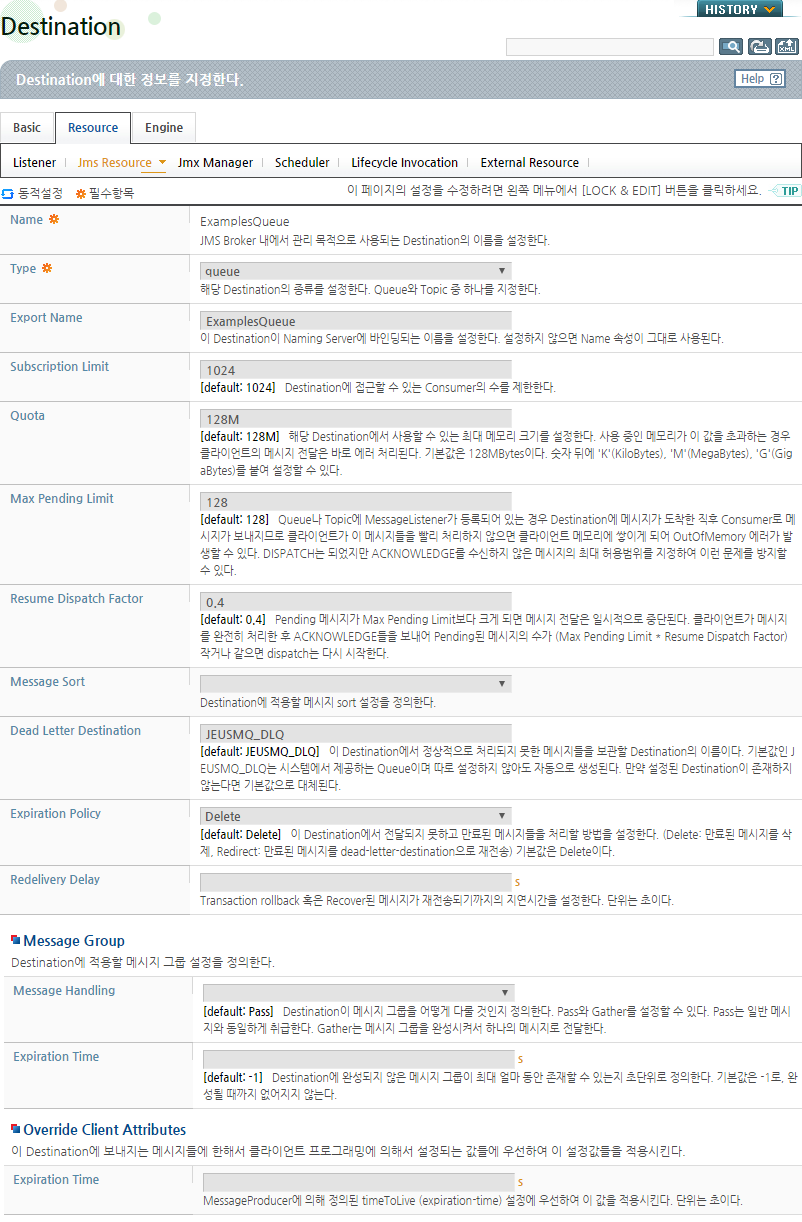 HISTORY
Destination
XML
Destination에 대한 정보를 지정한다.
Help ?
Basic Resource Engine
Listener Jms Resource Jmx Manager Scheduler Lifecycle Invocation External Resource
동적설정 필수항목 이 페이지의 설정을 수정하려면 왼쪽 메뉴에서 [LOCK & EDIT] 버튼을 클릭하세요. TIP
Name ExamplesQueue
JMS Broker 내에서 관리 목적으로 사용되는 Destination의 이름을 설정한다.
Type queue
해당 Destination의 종류를 설정한다. Queue와 Topic 중 하나를 지정한다.
Export Name ExamplesQueue
이 Destination이 Naming Server에 바인딩되는 이름을 설정한다. 설정하지 않으면 Name 속성이 그대로 사용된다.
Subscription Limit 1024
[default: 1024] Destination에 접근할 수 있는 Consumer의 수를 제한한다.
Quota 128M
[default: 128M] 해당 Destination에서 사용할 수 있는 최대 메모리 크기를 설정한다. 사용 중인 메모리가 이 값을 초과하는 경우
클라이언트의 메시지 전달은 바로 에러 처리된다. 기본값은 128MBytes이다. 숫자 뒤에 'K'(KiloBytes), 'M'(MegaBytes), 'G'(Gig
aBytes)를 붙여 설정할 수 있다.
Max Pending Limit 128
[default: 128] Queue나 Topic에 MessageListener가 등록되어 있는 경우 Destination에 메시지가 도착한 직후 Consumer로 메
시지가 보내지므로 클라이언트가 이 메시지들을 빨리 처리하지 않으면 클라이언트 메모리에 쌓이게 되어 OutOfMemory 에러가 발
생할 수 있다. DISPATCH는 되었지만 ACKNOWLEDGE를 수신하지 않은 메시지의 최대 허용범위를 지정하여 이런 문제를 방지할
수 있다.
Resume Dispatch Factor 0.4
[default: 0.4] Pending 메시지가 Max Pending Limit보다 크게 되면 메시지 전달은 일시적으로 중단된다. 클라이언트가 메시지
를 완전히 처리한 후 ACKNOWLEDGE들을 보내어 Pending된 메시지의 수가 (Max Pending Limit * Resume Dispatch Factor)
작거나 같으면 dispatch는 다시 시작한다.
Message Sort
Destination에 적용할 메시지 sort 설정을 정의한다.
Dead Letter Destination JEUSMQ_DLQ
[default: JEUSMQ_DLQ] 이 Destination에서 정상적으로 처리되지 못한 메시지들을 보관할 Destination의 이름이다. 기본값인 J
EUSMQ_DLQ는 시스템에서 제공하는 Queue이며 따로 설정하지 않아도 자동으로 생성된다. 만약 설정된 Destination이 존재하지
않는다면 기본값으로 대체된다.
Expiration Policy Delete
[default: Delete] 이 Destination에서 전달되지 못하고 만료된 메시지들을 처리할 방법을 설정한다. (Delete: 만료된 메시지를 삭
제, Redirect: 만료된 메시지를 dead-letter-destination으로 재전송) 기본값은 Delete이다.
Redelivery Delay s
Transaction rollback 혹은 Recover된 메시지가 재전송되기까지의 지연시간을 설정한다. 단위는 초이다.
Message Group
Destination에 적용할 메시지 그룹 설정을 정의한다.
Message Handling
[default: Pass] Destination이 메시지 그룹을 어떻게 다룰 것인지 정의한다. Pass와 Gather를 설정할 수 있다. Pass는 일반 메시
지와 동일하게 취급한다. Gather는 메시지 그룹을 완성시켜서 하나의 메시지로 전달한다.
Expiration Time s
[default: -1] Destination에 완성되지 않은 메시지 그룹이 최대 얼마 동안 존재할 수 있는지 초단위로 정의한다. 기본값은 -1로, 완
성될 때까지 없어지지 않는다.
Override Client Attributes
이 Destination에 보내지는 메시지들에 한해서 클라이언트 프로그래밍에 의해서 설정되는 값들에 우선하여 이 설정값들을 적용시킨다.
Expiration Time s
MessageProducer에 의해 정의된 timeToLive (expiration-time) 설정에 우선하여 이 값을 적용시킨다. 단위는 초이다.